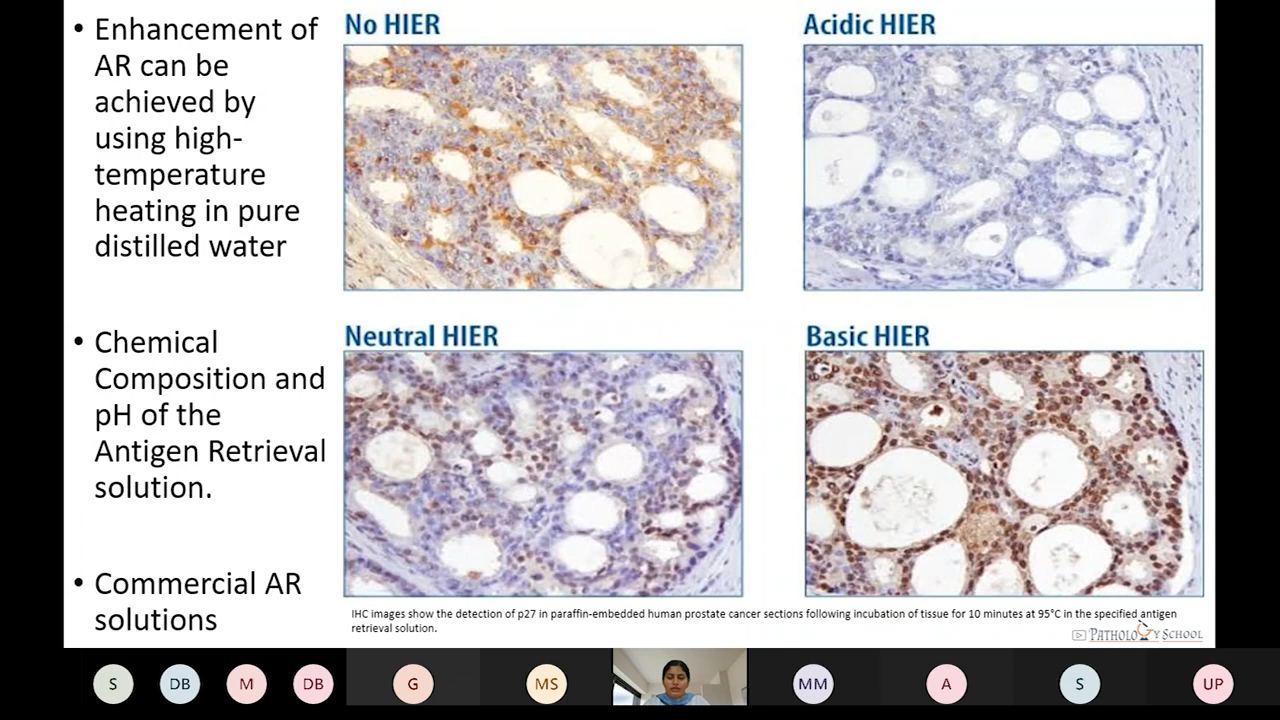 • Enhancement of
AR can be
achieved by
using high-
temperature
heating in pure
distilled water
• Chemical
Composition and
pH of the
Antigen Retrieval
solution.
• Commercial AR
solutions
No HIER
Acidic HIER
Neutral HIER
Basic HIER
IHC images show the detection of p27 in paraffin-embedded human prostate cancer sections following incubation of tissue for 10 minutes at 95°C in the specified antigen
retrieval solution.
PATHOLOGY SCHOOL
S DB M DB G MS MM A S UP